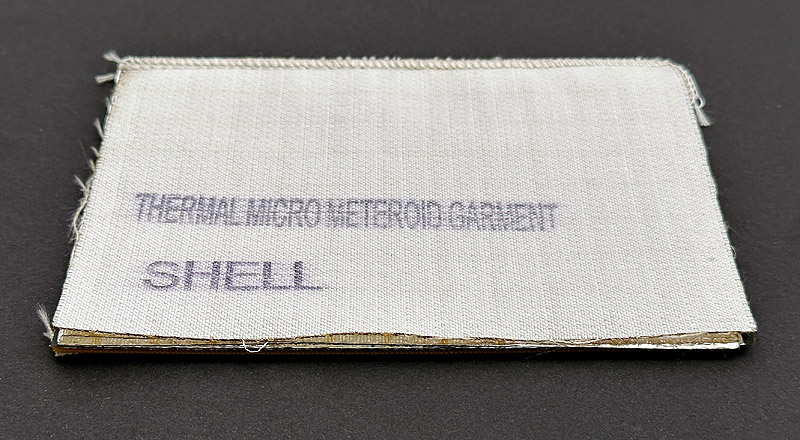 THERMAL MICRO METEROID GARMENT
SHELL